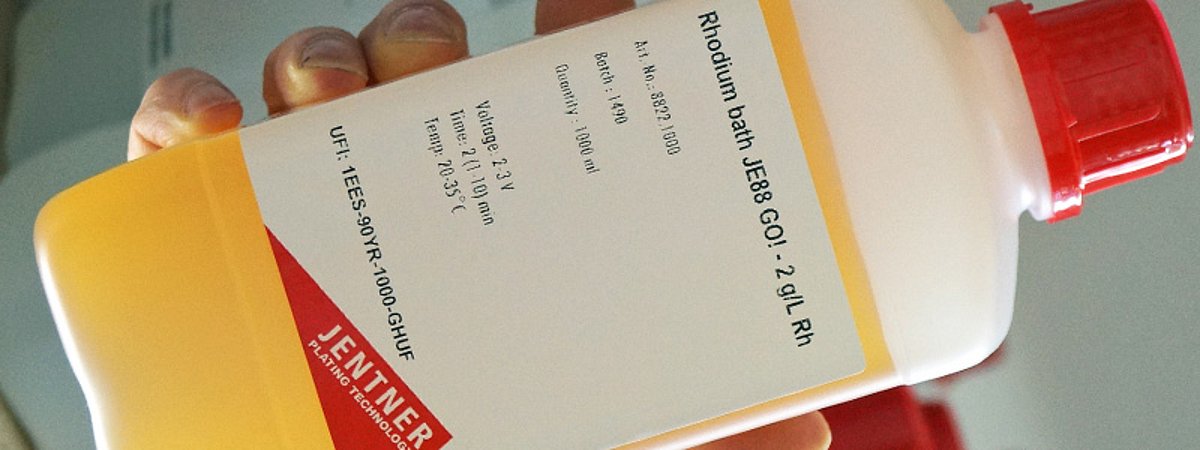 Rhodium bath JE88 GO! - 2 g/L Rh
Art. No.: 8822.1000
Batch : 1490
Quantity : 1000 ml
Voltage: 2-3 V
Time: 2 (1-10) min
Temp: 20-35°C
UFI: 1EES-90YR-1000-GHUF
JENTNER
PLATING TECHNOLOGY